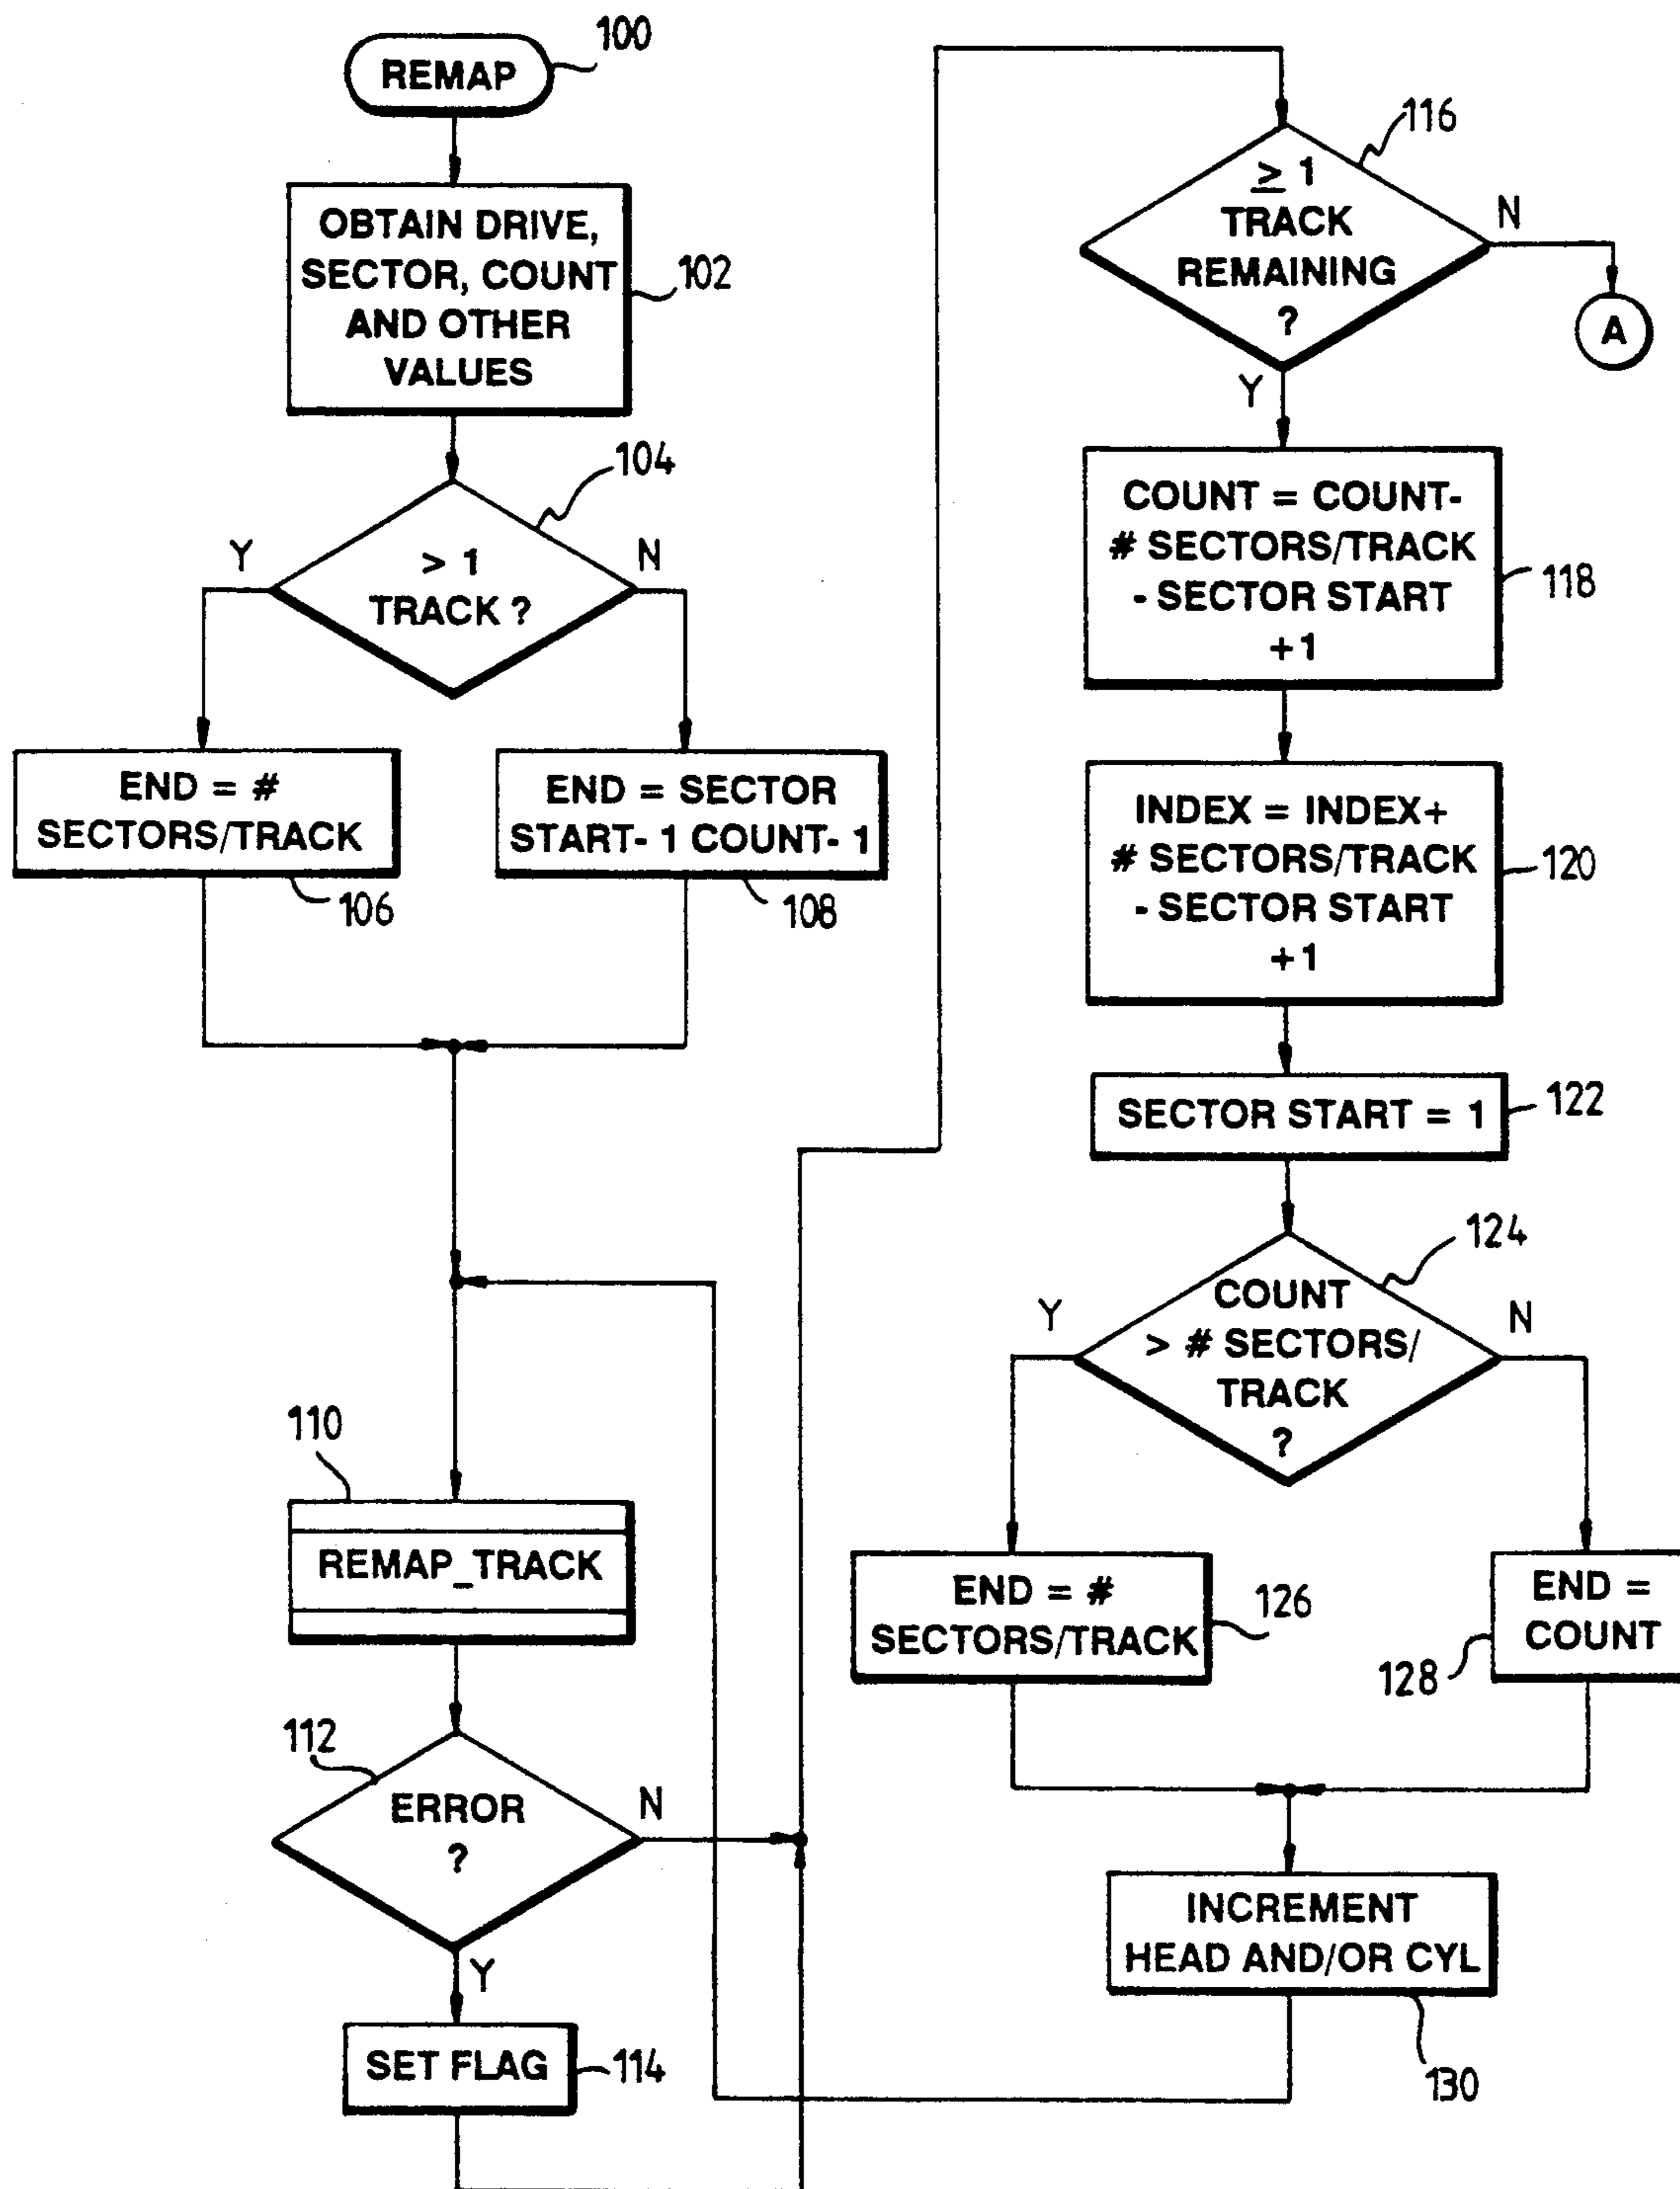 REMAP
100
OBTAIN DRIVE,
SECTOR, COUNT
AND OTHER
VALUES
102
104
> 1
TRACK ?
Y
N
END = #
SECTORS/TRACK
106
END = SECTOR
START- 1 COUNT- 1
108
110
REMAP_TRACK
112
ERROR
?
N
Y
SET FLAG
114
116
≥ 1
TRACK
REMAINING
?
N
A
Y
COUNT = COUNT-
# SECTORS/TRACK
- SECTOR START
+1
118
INDEX = INDEX+
# SECTORS/TRACK
- SECTOR START
+1
120
SECTOR START = 1
122
124
COUNT
> # SECTORS/
TRACK
?
Y
N
END = #
SECTORS/TRACK
126
END =
COUNT
128
INCREMENT
HEAD AND/OR CYL
130